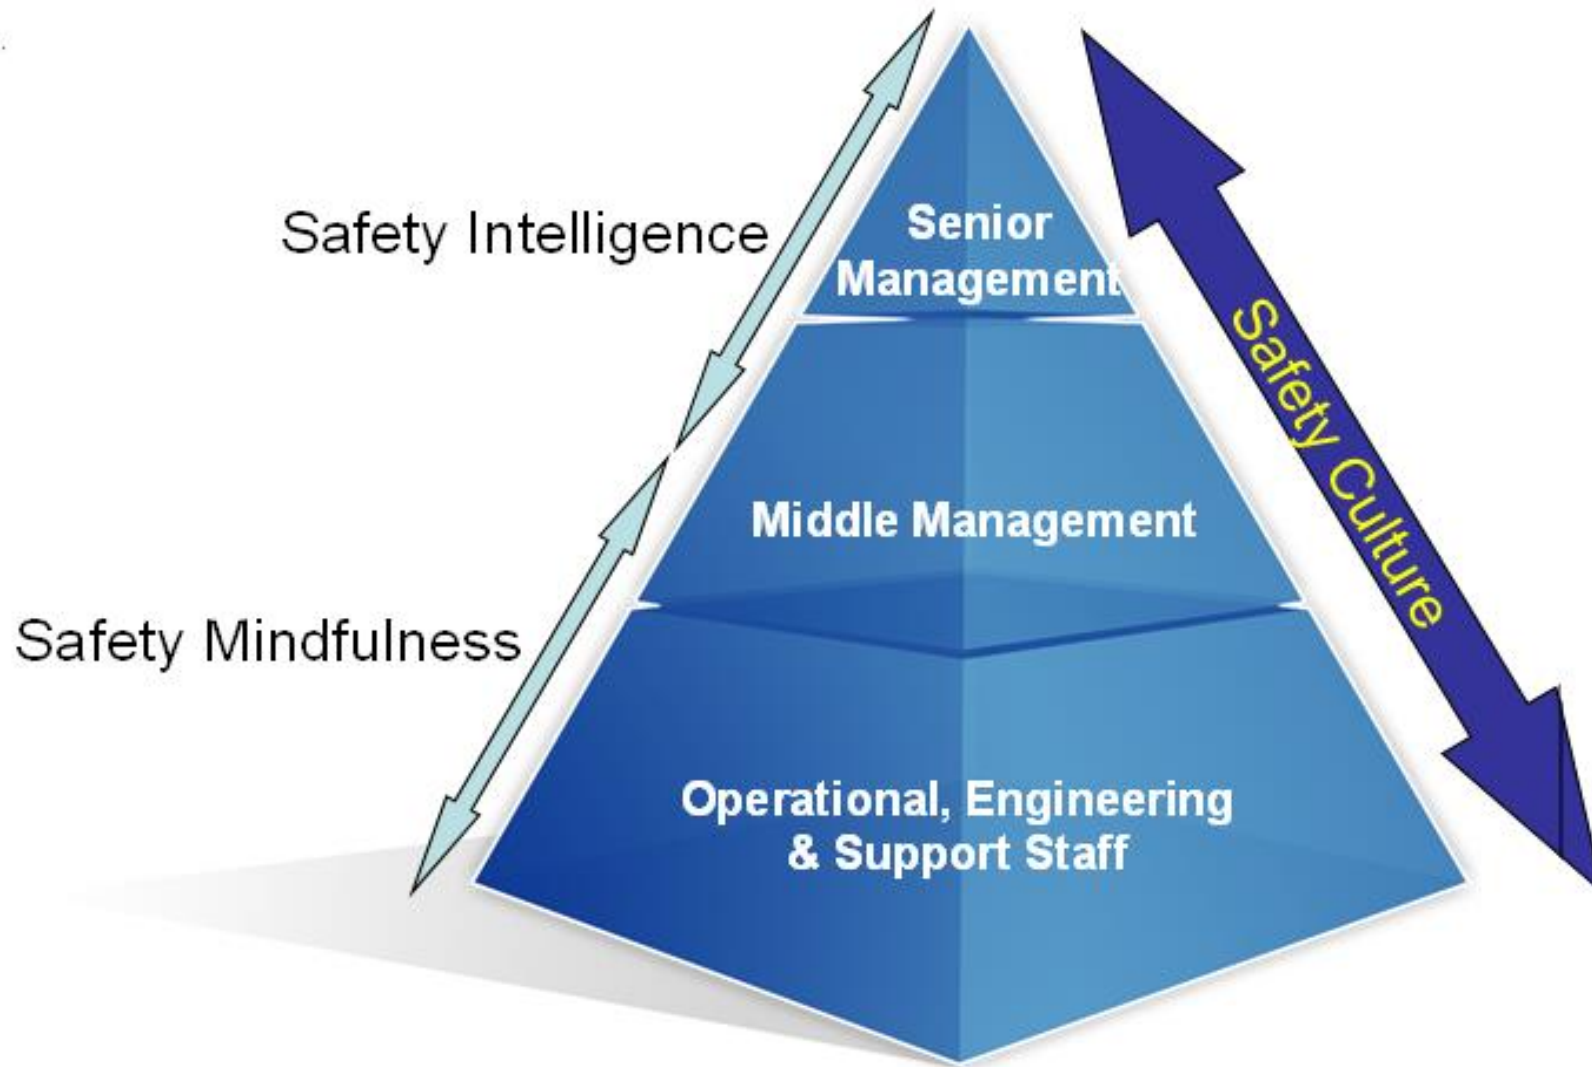 Senior
Management
Safety Intelligence
Middle Management
Safety Mindfulness
Operational, Engineering
& Support Staff
Safety Culture